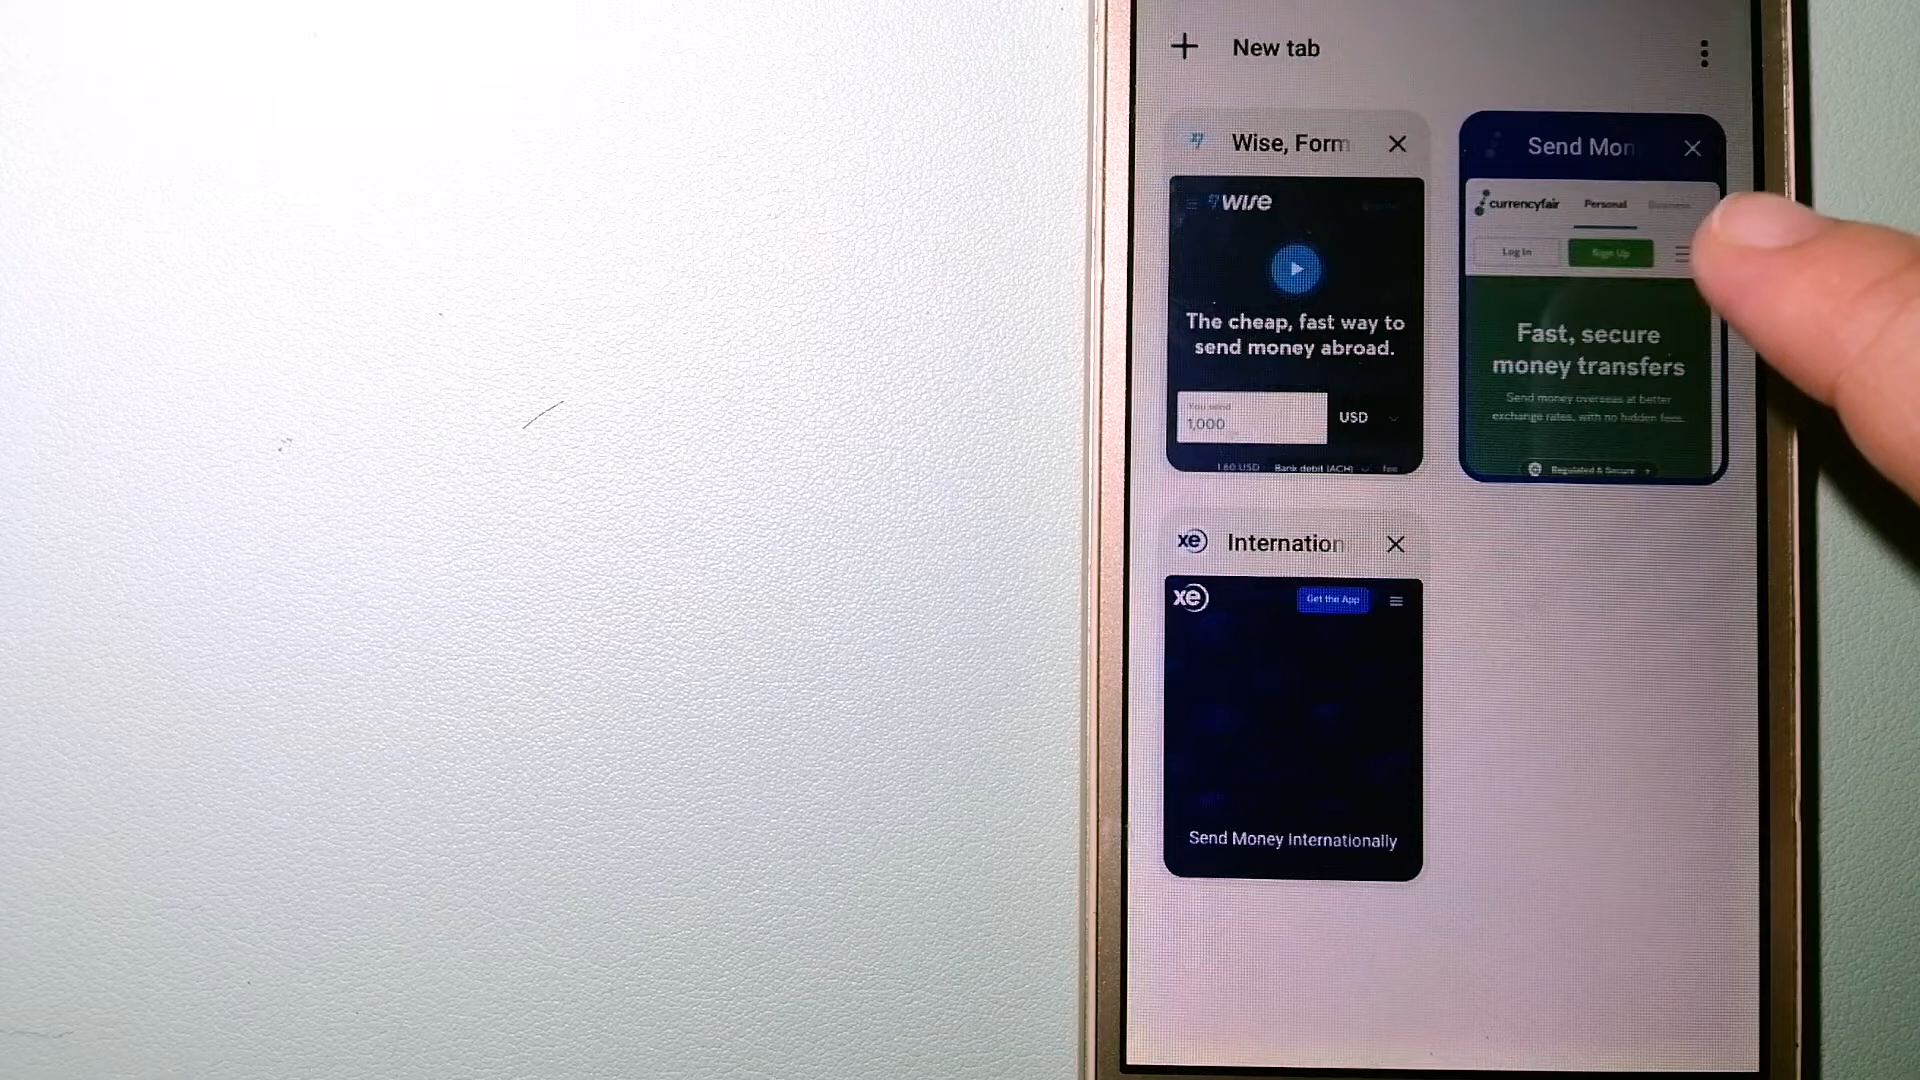 New tab
Wise, Form
wise
The cheap, fast way to
send money abroad.
You send
1,000
USD
1.60 USD Bank debit (ACH) fee
Send Mon
currencyfair Personal Business
Log In Sign Up
Fast, secure
money transfers
Send money overseas at better
exchange rates, with no hidden fees.
Regulated & Secure
xe Internation
xe Get the App
Send Money Internationally